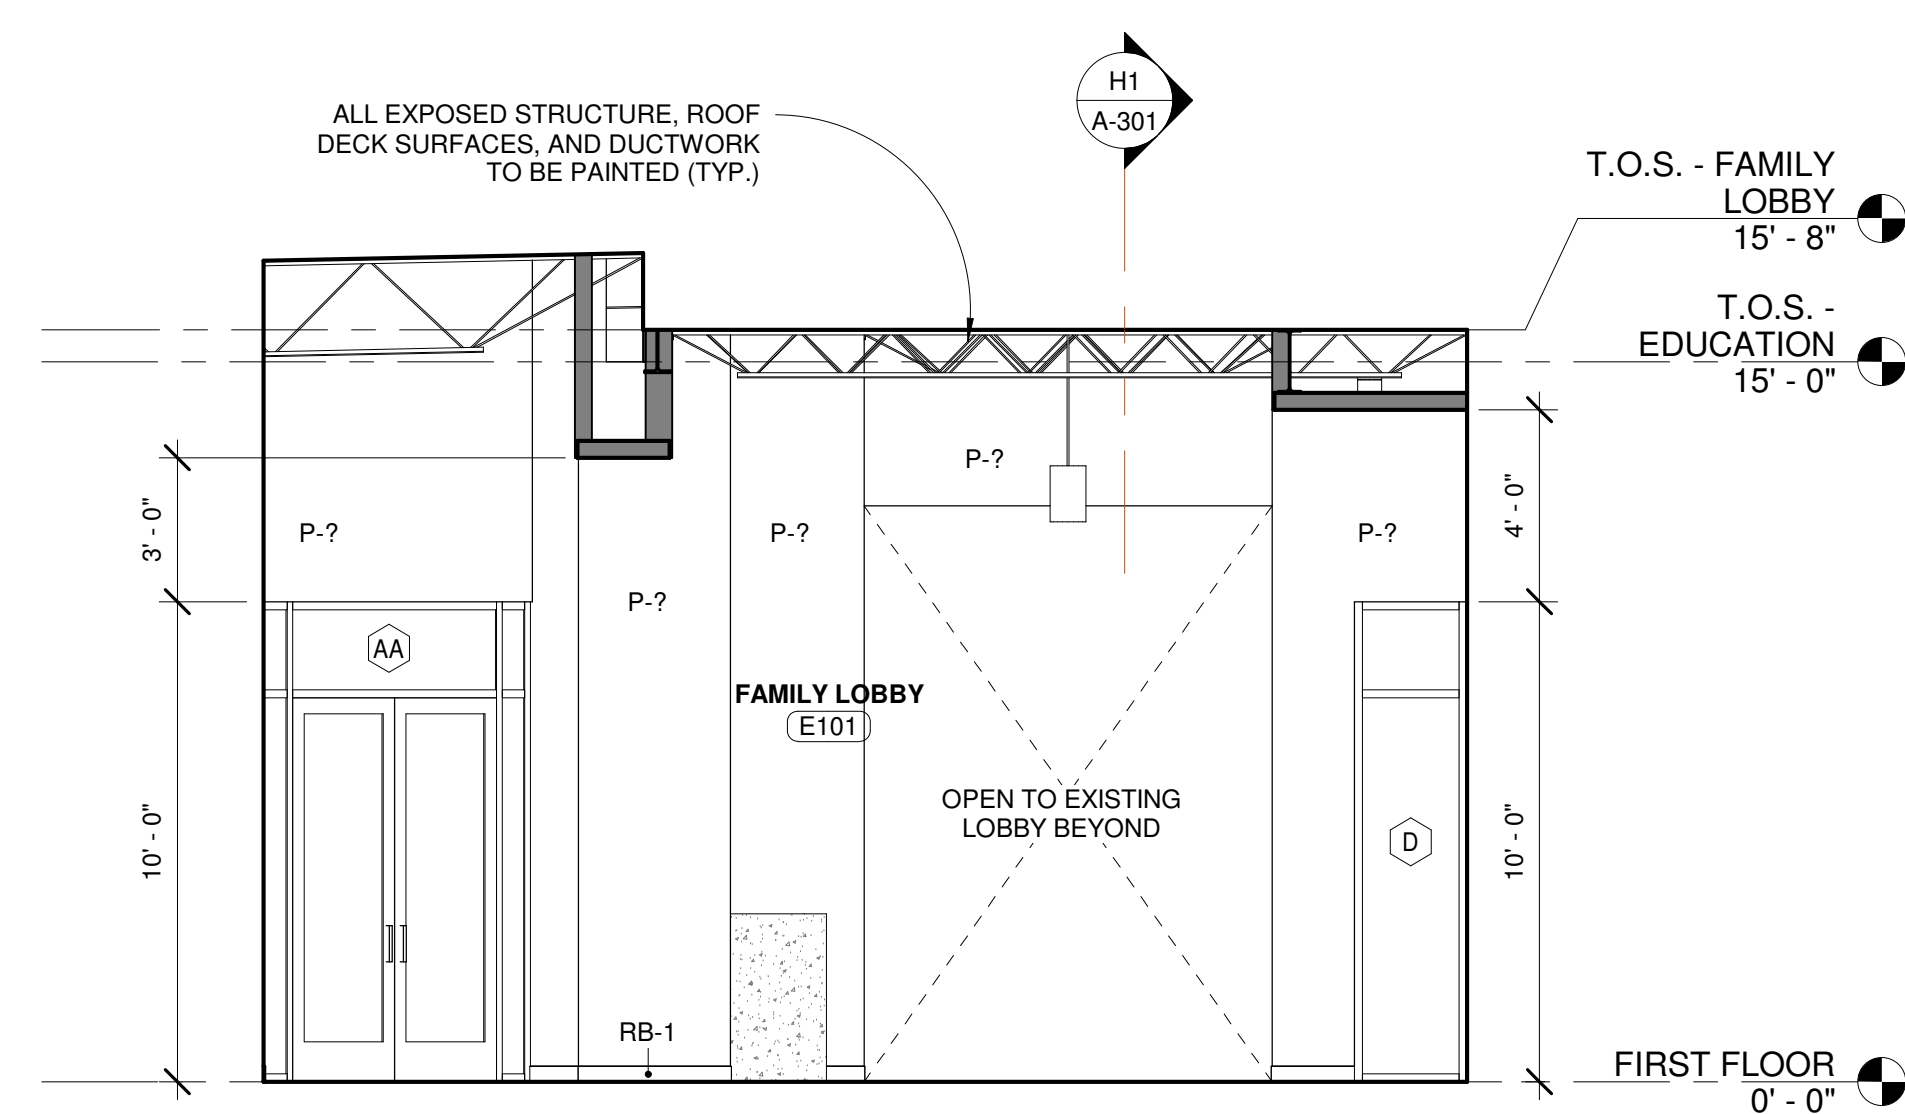 H1
A-301
ALL EXPOSED STRUCTURE, ROOF
DECK SURFACES, AND DUCTWORK
TO BE PAINTED (TYP.)
T.O.S. - FAMILY
LOBBY
15' - 8"
T.O.S. -
EDUCATION
15' - 0"
P-?
3' - 0"
P-?
P-?
P-?
4' - 0"
P-?
AA
FAMILY LOBBY
E101
OPEN TO EXISTING
LOBBY BEYOND
10' - 0"
D
10' - 0"
RB-1
FIRST FLOOR
0' - 0"